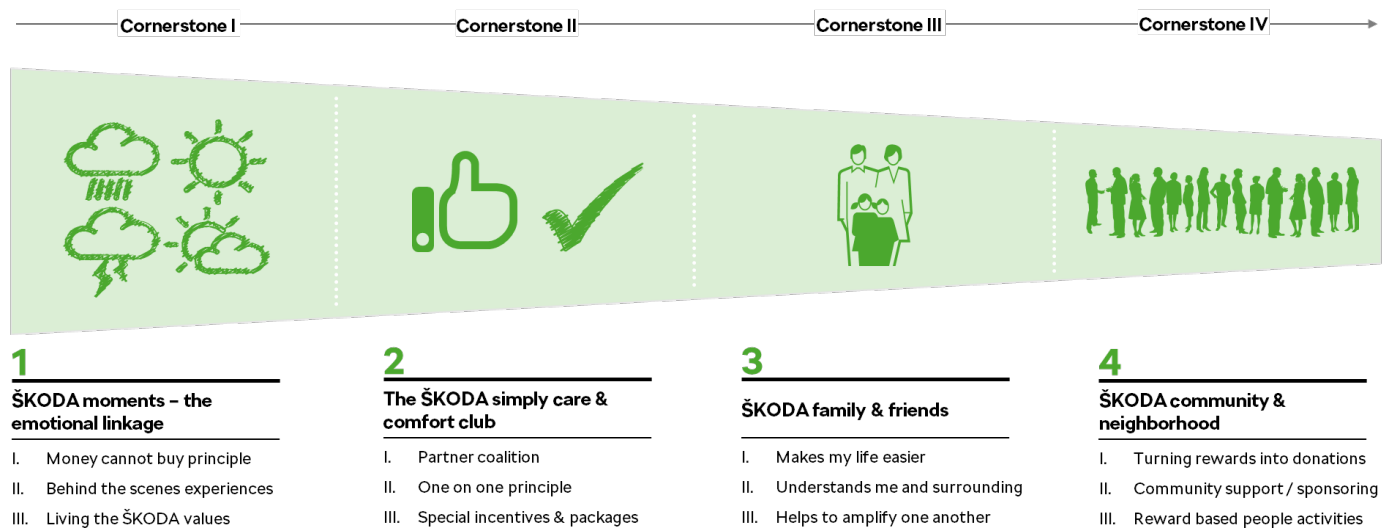 Cornerstone I
Cornerstone II
Cornerstone III
Cornerstone IV
1
ŠKODA moments – the
emotional linkage
I. Money cannot buy principle
II. Behind the scenes experiences
III. Living the ŠKODA values
2
The ŠKODA simply care &
comfort club
I. Partner coalition
II. One on one principle
III. Special incentives & packages
3
ŠKODA family & friends
I. Makes my life easier
II. Understands me and surrounding
III. Helps to amplify one another
4
ŠKODA community &
neighborhood
I. Turning rewards into donations
II. Community support / sponsoring
III. Reward based people activities